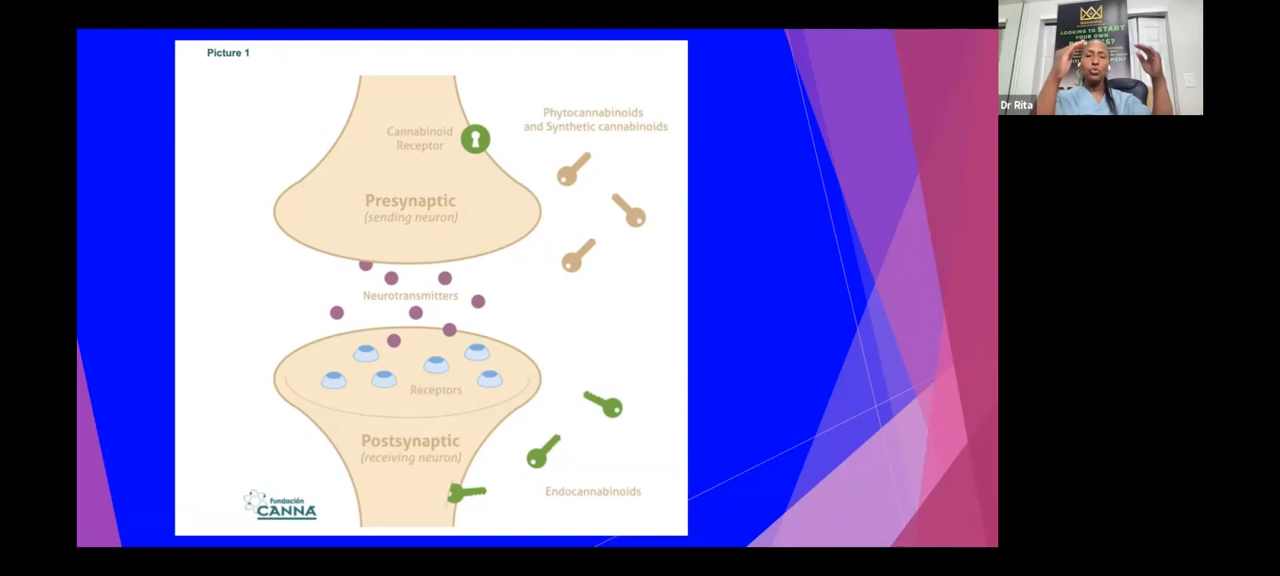 Picture 1
Cannabinoid
Receptor
Phytocannabinoids
and Synthetic cannabinoids
Presynaptic
(sending neuron)
Neurotransmitters
Receptors
Postsynaptic
(receiving neuron)
Endocannabinoids
Fundación
CANNA
LOOKING TO START
YOUR OWN
Dr Rita